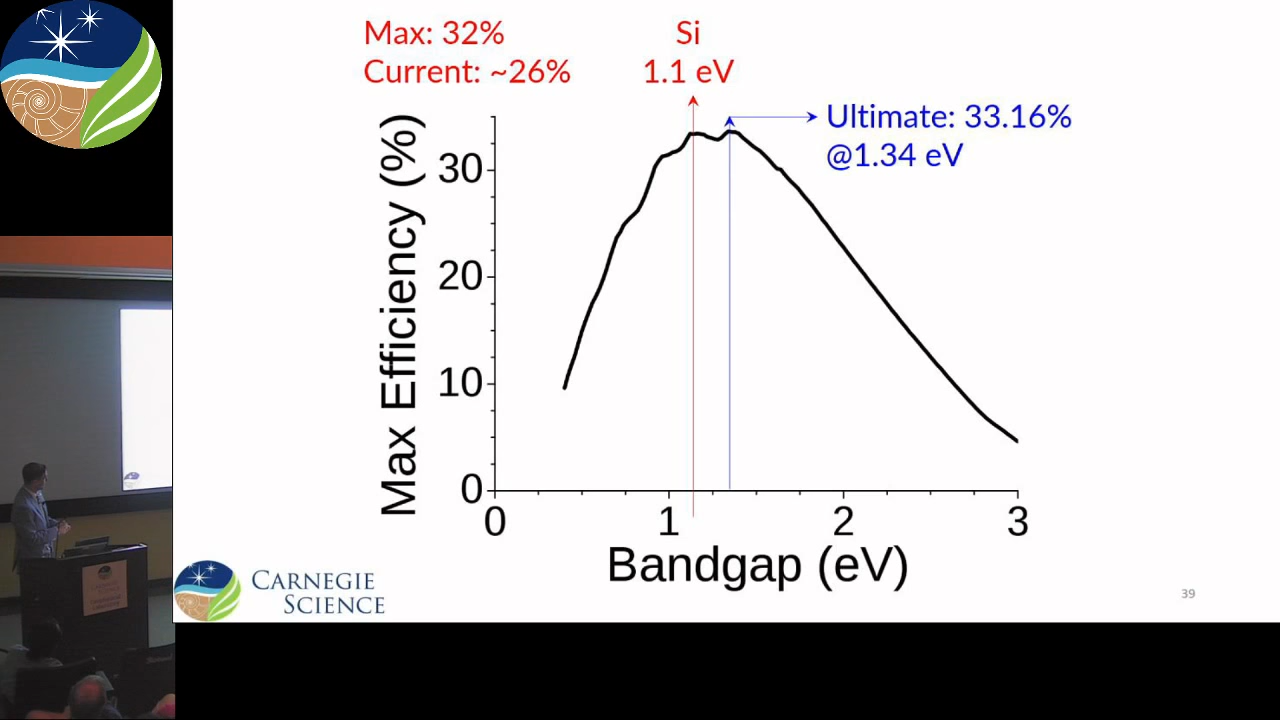 Max: 32%
Current: ~26%
Si
1.1 eV
Ultimate: 33.16%
@1.34 eV
Max Efficiency (%)
30
20
10
0
0
1
2
3
Bandgap (eV)
CARNEGIE
SCIENCE
39